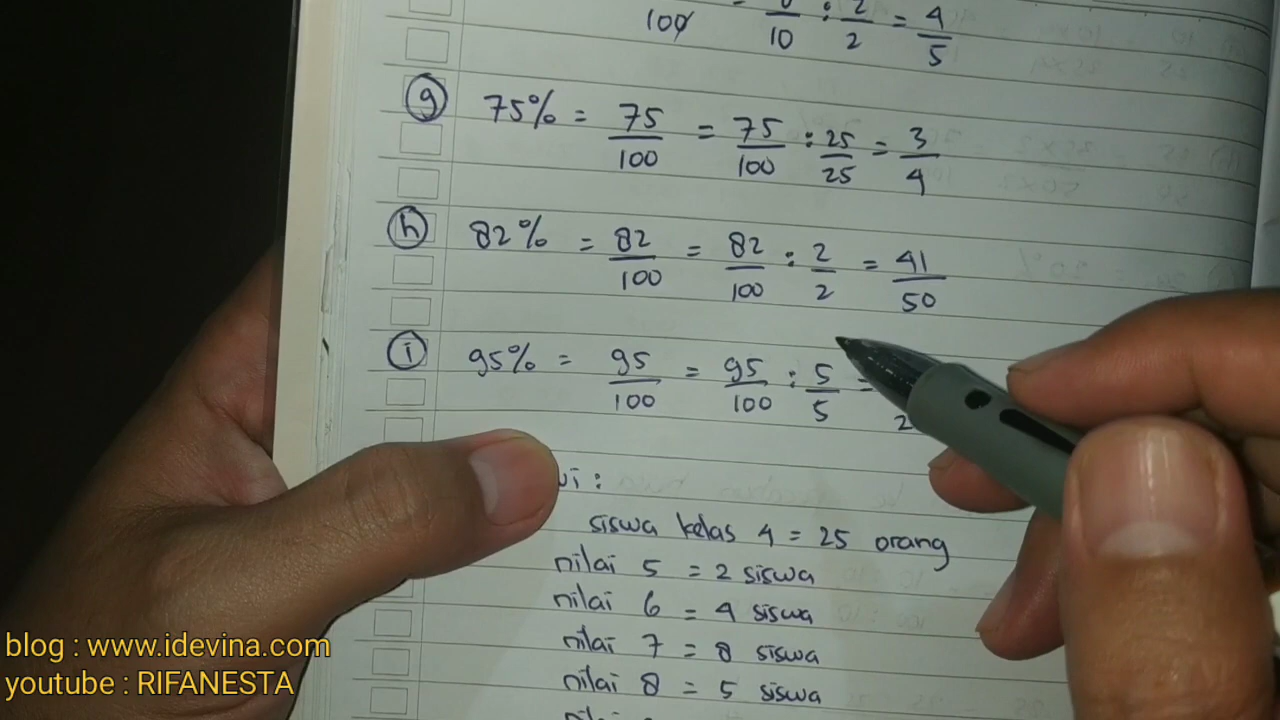 100 10 : 2/2 = 4/5
g 75% = 75/100 = 75/100 : 25/25 = 3/4
h 82% = 82/100 = 82/100 : 2/2 = 41/50
i 95% = 95/100 = 95/100 : 5/5 =
:
siswa kelas 4 = 25 orang
nilai 5 = 2 siswa
nilai 6 = 4 siswa
nilai 7 = 8 siswa
nilai 8 = 5 siswa
blog : www.idevina.com
youtube : RIFANESTA